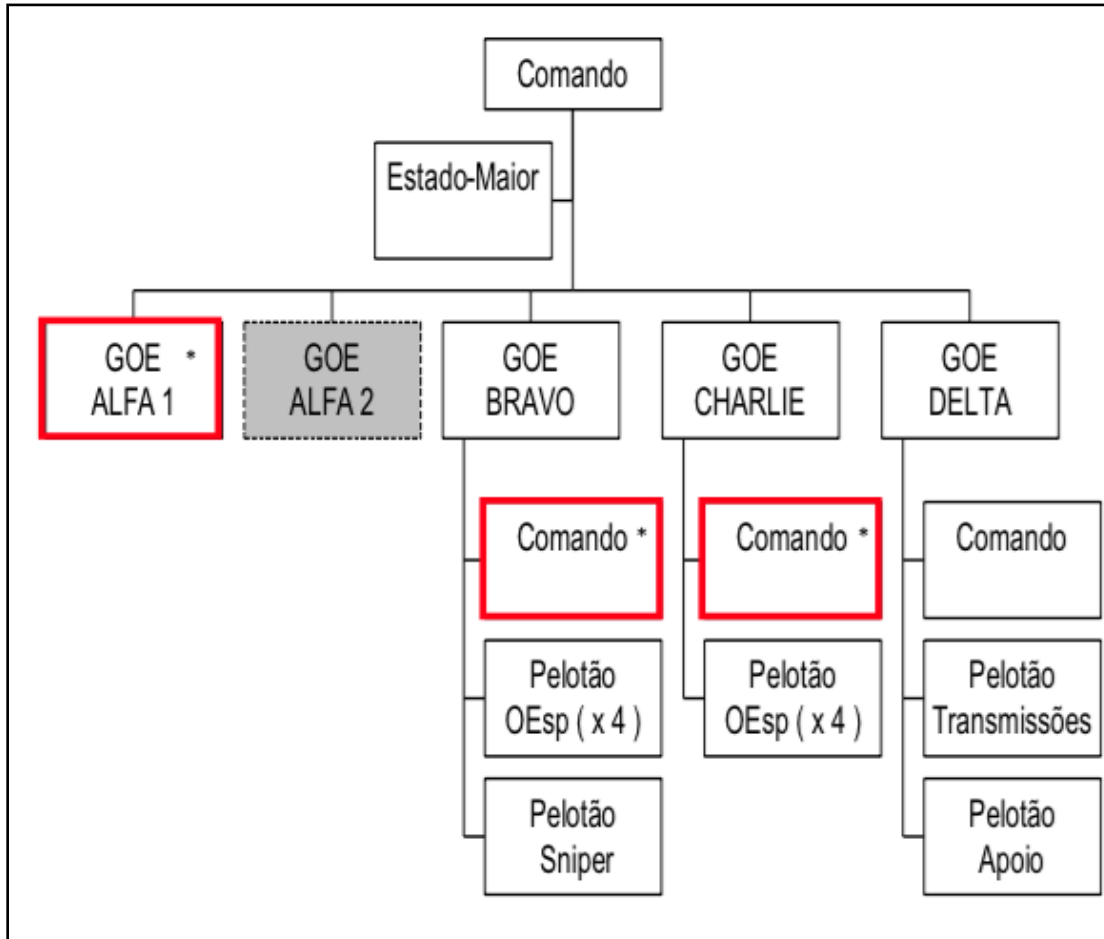 Comando
Estado-Maior
GOE *
ALFA 1
GOE
ALFA 2
GOE
BRAVO
GOE
CHARLIE
GOE
DELTA
Comando *
Comando *
Comando
Pelotão
OEsp ( x 4 )
Pelotão
OEsp ( x 4 )
Pelotão
Transmissões
Pelotão
Sniper
Pelotão
Apoio